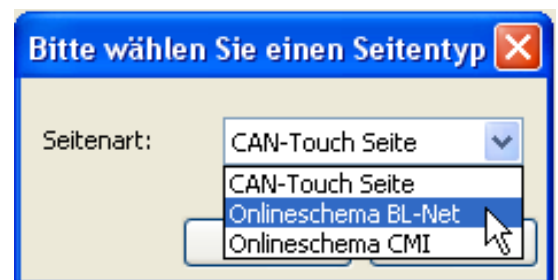 Bitte wählen Sie einen Seitentyp
Seitenart: CAN-Touch Seite
CAN-Touch Seite
Onlineschema BL-Net
Onlineschema CMI